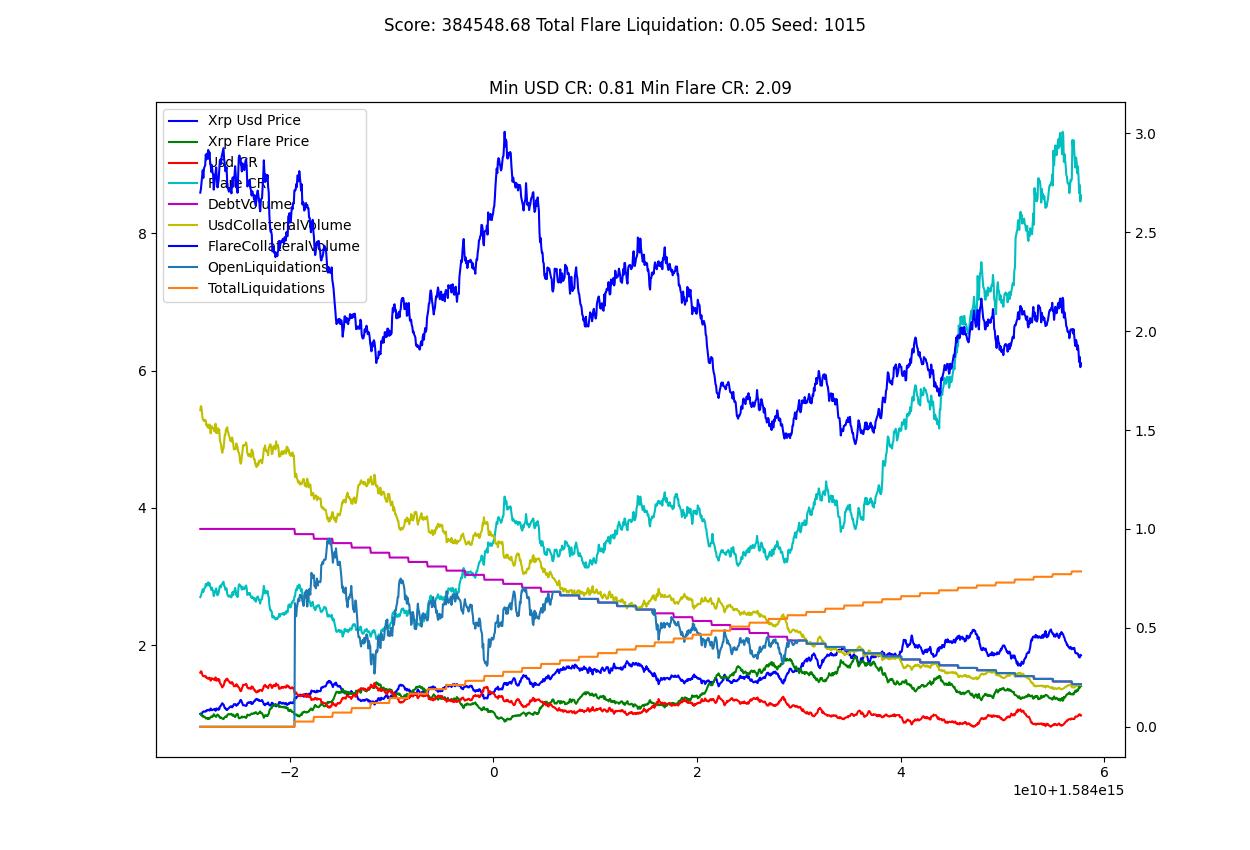 Score: 384548.68 Total Flare Liquidation: 0.05 Seed: 1015
Min USD CR: 0.81 Min Flare CR: 2.09
Xrp Usd Price
Xrp Flare Price
Usd CR
Flare CR
DebtVolume
UsdCollateralVolume
FlareCollateralVolume
OpenLiquidations
TotalLiquidations
8
6
4
2
3.0
2.5
2.0
1.5
1.0
0.5
0.0
−2
0
2
4
6
1e10+1.584e15